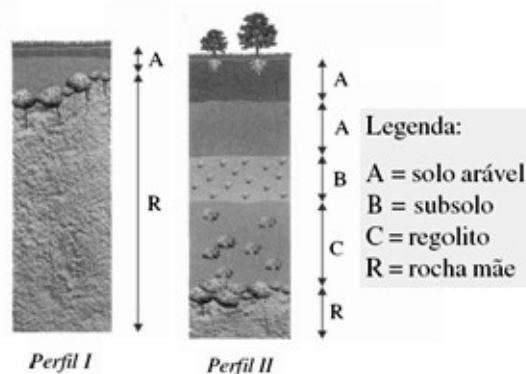 A
R
Perfil I
A
A
B
C
R
Perfil II
Legenda:
A = solo arável
B = subsolo
C = regolito
R = rocha mãe